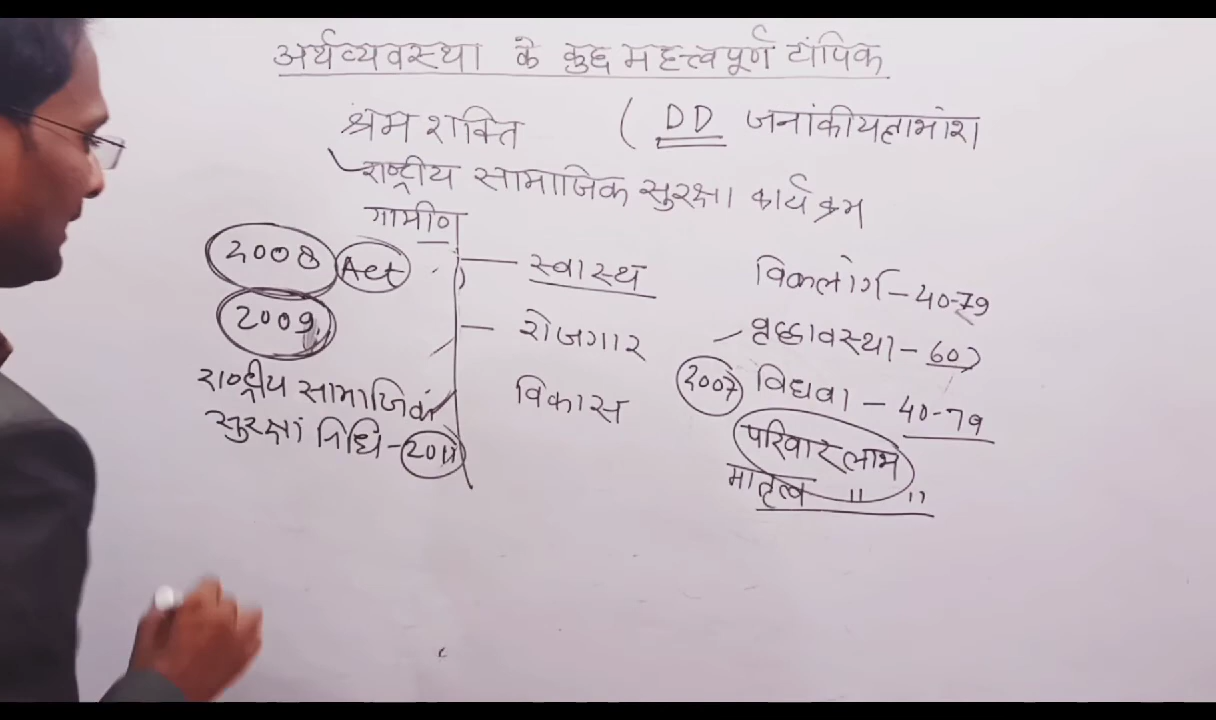 अर्थव्यवस्था के कुछ महत्त्वपूर्ण टॉपिक
श्रम शक्ति ( DD जनांकीयलाभांश
राष्ट्रीय सामाजिक सुरक्षा कार्यक्रम
गामीण
2008 Act
2009
राष्ट्रीय सामाजिक
सुरक्षा निधि - 2011
स्वास्थ
रोजगार
विकास
विकलांग - 40-79
वृद्धावस्था - 60
2007 विधवा - 40-79
परिवार लाभ
मातृत्व " "